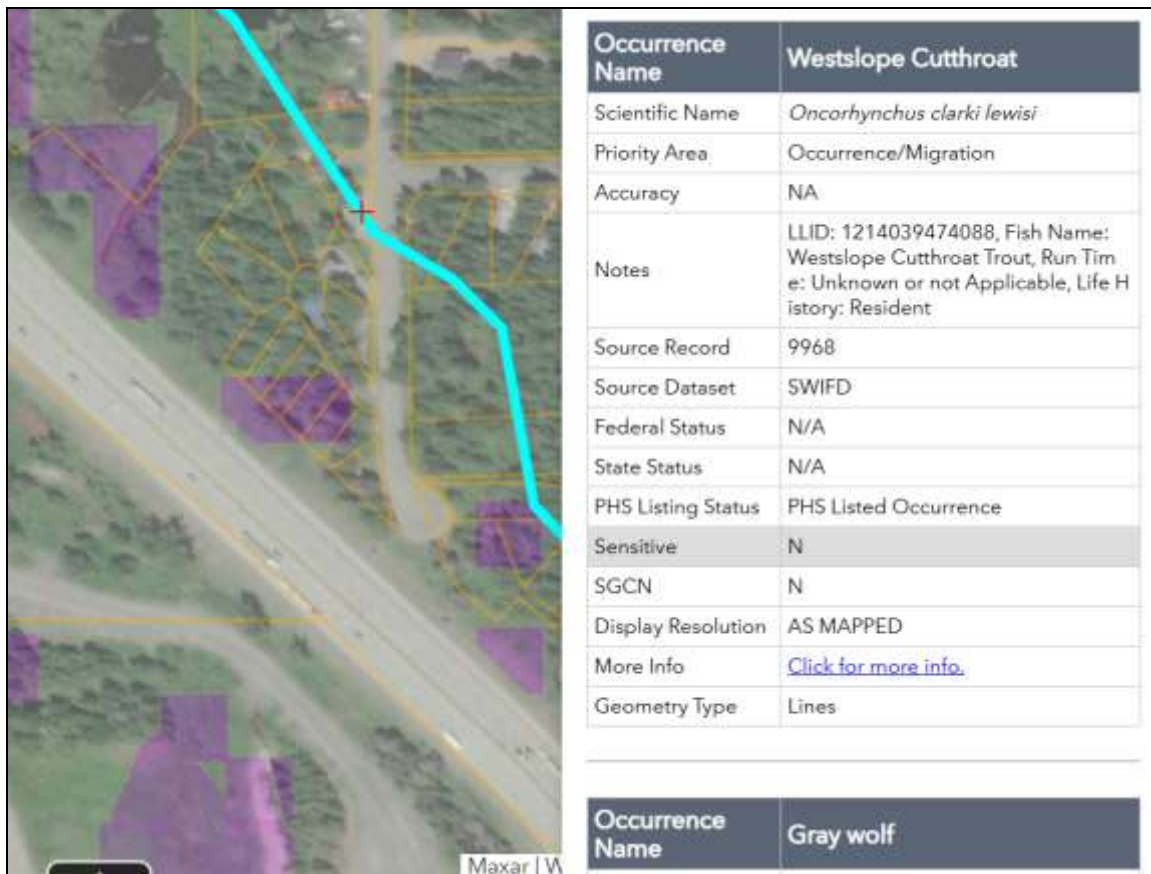 Maxar | W
Occurrence Name Westslope Cutthroat
Scientific Name Oncorhynchus clarki lewisi
Priority Area Occurrence/Migration
Accuracy NA
Notes LLID: 1214039474088, Fish Name:
Westslope Cutthroat Trout, Run Tim
e: Unknown or not Applicable, Life H
istory: Resident
Source Record 9968
Source Dataset SWIFD
Federal Status N/A
State Status N/A
PHS Listing Status PHS Listed Occurrence
Sensitive N
SGCN N
Display Resolution AS MAPPED
More Info Click for more info.
Geometry Type Lines
Occurrence Name Gray wolf